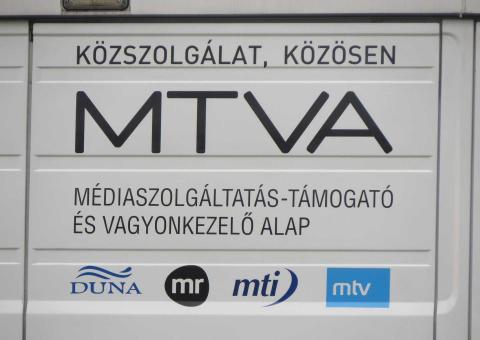 KÖZSZOLGÁLAT, KÖZÖSEN
MTVA
MÉDIASZOLGÁLTATÁS-TÁMOGATÓ
ÉS VAGYONKEZELŐ ALAP
DUNA mr mti mtv